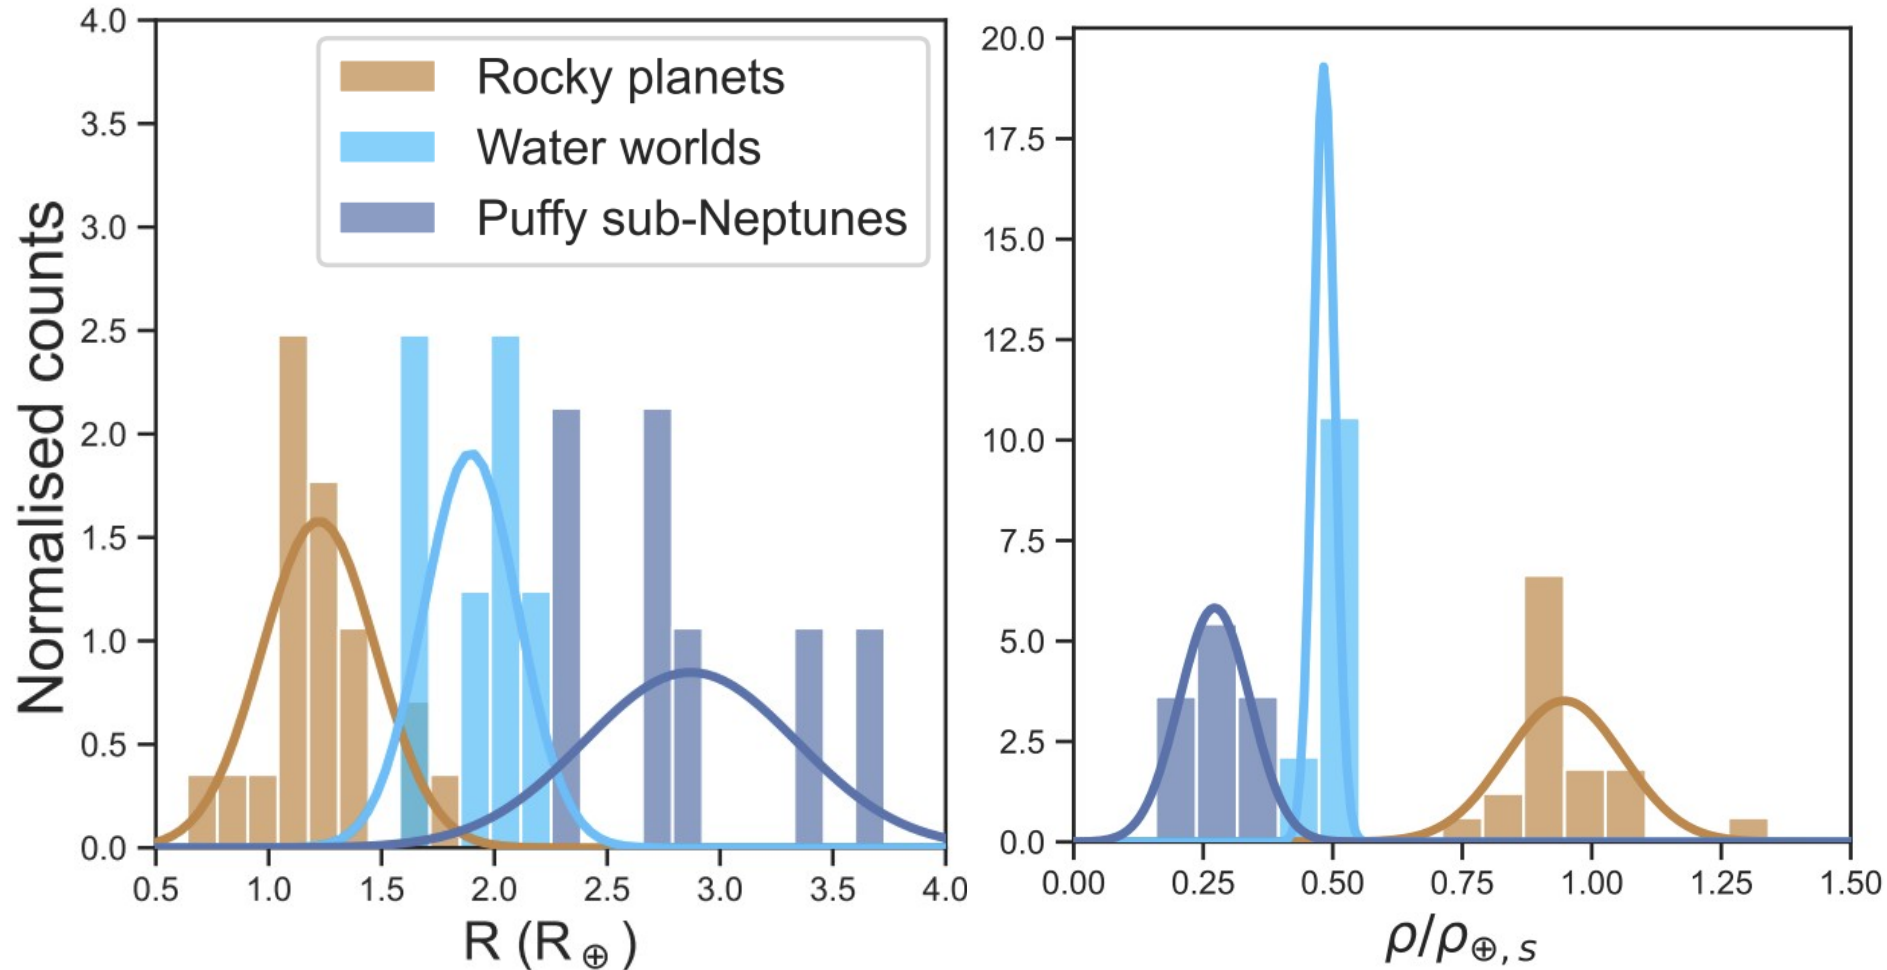 Normalised counts
4.0
3.5
3.0
2.5
2.0
1.5
1.0
0.5
0.0
Rocky planets
Water worlds
Puffy sub-Neptunes
0.5 1.0 1.5 2.0 2.5 3.0 3.5 4.0
R (R⊕)
20.0
17.5
15.0
12.5
10.0
7.5
5.0
2.5
0.0
0.00 0.25 0.50 0.75 1.00 1.25 1.50
ρ/ρ⊕, s